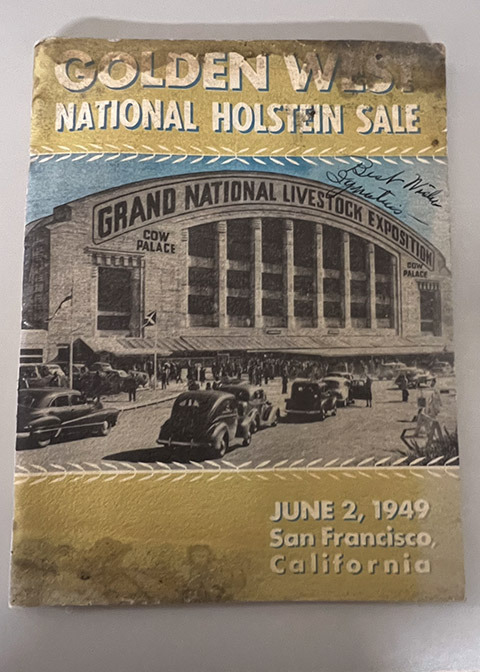 GOLDEN WEST
NATIONAL HOLSTEIN SALE
Best Wishes
GRAND NATIONAL LIVESTOCK EXPOSITION
COW
PALACE
COW
PALACE
JUNE 2, 1949
San Francisco,
California